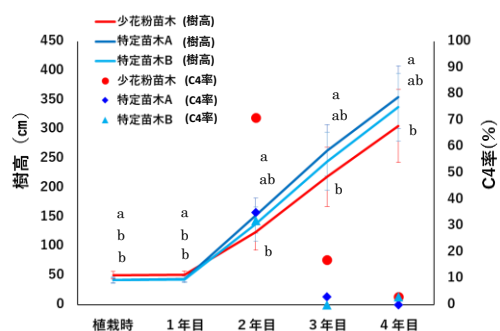 少花粉苗木 (樹高)
特定苗木A (樹高)
特定苗木B (樹高)
少花粉苗木 (C4率)
特定苗木A (C4率)
特定苗木B (C4率)
樹高（㎝）
450
400
350
300
250
200
150
100
50
0
C4率(%)
100
90
80
70
60
50
40
30
20
10
0
a
b
b
a
b
b
a
ab
b
a
ab
b
a
ab
b
植栽時 １年目 ２年目 ３年目 ４年目